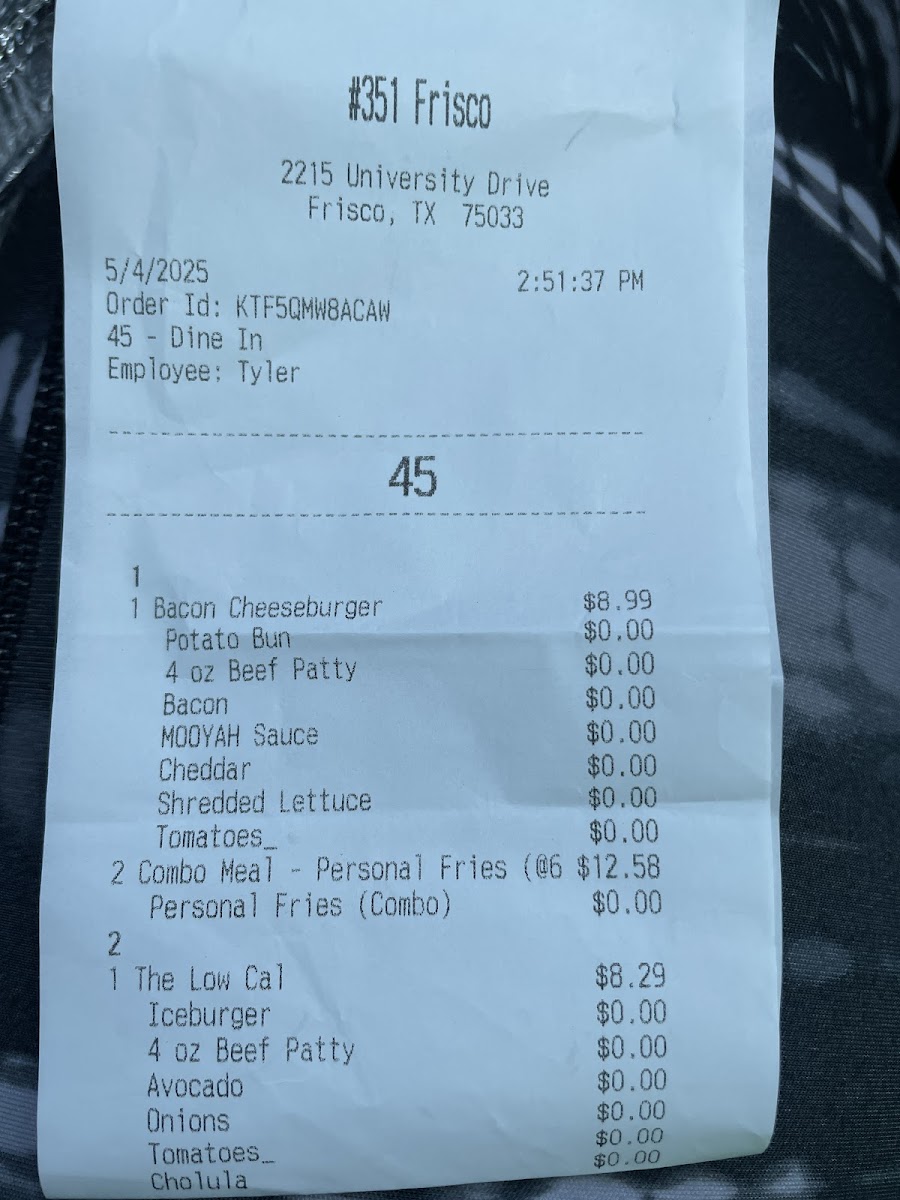 #351 Frisco
2215 University Drive
Frisco, TX 75033
5/4/2025 2:51:37 PM
Order Id: KTF5QMW8ACAW
45 - Dine In
Employee: Tyler
45
1
1 Bacon Cheeseburger $8.99
Potato Bun $0.00
4 oz Beef Patty $0.00
Bacon $0.00
MOOYAH Sauce $0.00
Cheddar $0.00
Shredded Lettuce $0.00
Tomatoes_ $0.00
2 Combo Meal - Personal Fries (@6 $12.58
Personal Fries (Combo) $0.00
2
1 The Low Cal $8.29
Iceburger $0.00
4 oz Beef Patty $0.00
Avocado $0.00
Onions $0.00
Tomatoes_ $0.00
Cholula $0.00